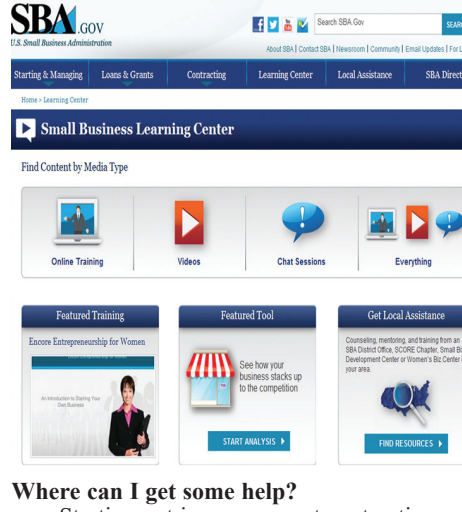 SBA.GOV
U.S. Small Business Administration
Search SBA.Gov
About SBA | Contact SBA | Newsroom | Community | Email Updates | For L
Starting & Managing Loans & Grants Contracting Learning Center Local Assistance SBA Direct
Home > Learning Center
Small Business Learning Center
Find Content by Media Type
Online Training Videos Chat Sessions Everything
Featured Training
Encore Entrepreneurship for Women
An Introduction to Starting Your
Own Business
Featured Tool
See how your
business stacks up
to the competition
START ANALYSIS
Get Local Assistance
Counseling, mentoring, and training from an
SBA District Office, SCORE Chapter, Small Bu
Development Center or Women's Biz Center i
your area.
FIND RESOURCES
Where can I get some help?